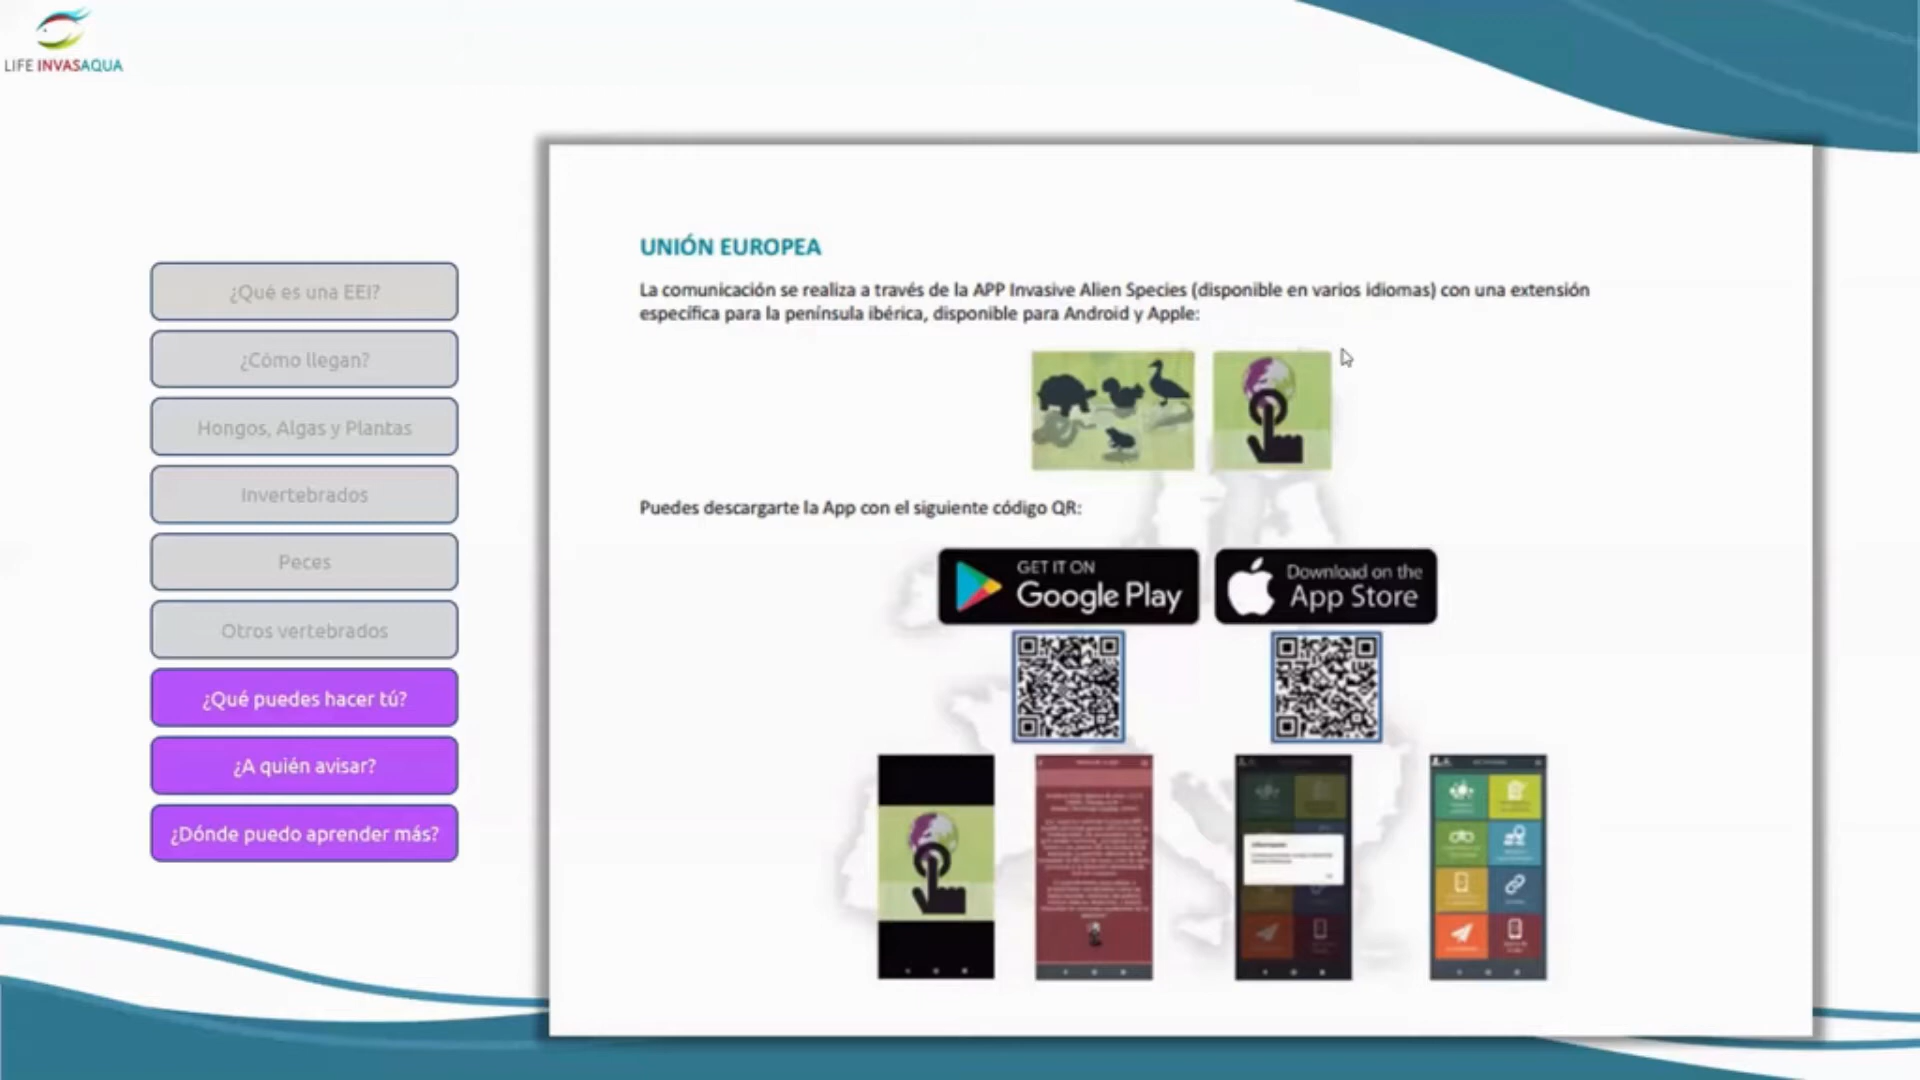 LIFE INVASAQUA
¿Qué es una EEI?
¿Cómo llegan?
Hongos, Algas y Plantas
Invertebrados
Peces
Otros vertebrados
¿Qué puedes hacer tú?
¿A quién avisar?
¿Dónde puedo aprender más?
UNIÓN EUROPEA
La comunicación se realiza a través de la APP Invasive Alien Species (disponible en varios idiomas) con una extensión
específica para la península ibérica, disponible para Android y Apple:
Puedes descargarte la App con el siguiente código QR:
GET IT ON
Google Play
Download on the
App Store